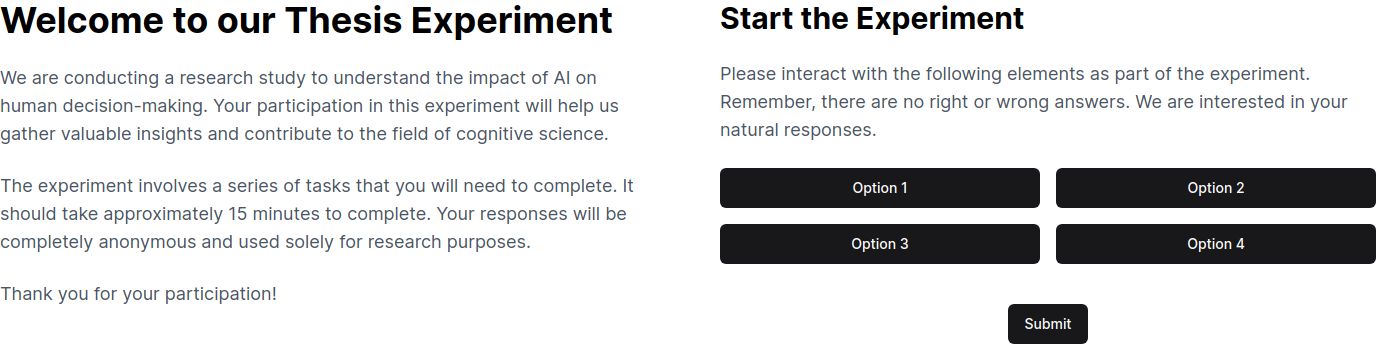 Welcome to our Thesis Experiment
We are conducting a research study to understand the impact of AI on
human decision-making. Your participation in this experiment will help us
gather valuable insights and contribute to the field of cognitive science.
The experiment involves a series of tasks that you will need to complete. It
should take approximately 15 minutes to complete. Your responses will be
completely anonymous and used solely for research purposes.
Thank you for your participation!
Start the Experiment
Please interact with the following elements as part of the experiment.
Remember, there are no right or wrong answers. We are interested in your
natural responses.
Option 1
Option 2
Option 3
Option 4
Submit